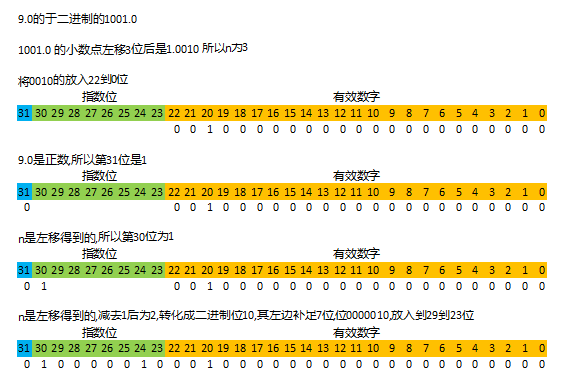 9.0的于二进制的1001.0
1001.0 的小数点左移3位后是1.0010 所以n为3
将0010的放入22到0位
指数位 有效数字
31 30 29 28 27 26 25 24 23 22 21 20 19 18 17 16 15 14 13 12 11 10 9 8 7 6 5 4 3 2 1 0
0 0 1 0 0 0 0 0 0 0 0 0 0 0 0 0 0 0 0 0 0 0 0
9.0是正数,所以第31位是1
指数位 有效数字
31 30 29 28 27 26 25 24 23 22 21 20 19 18 17 16 15 14 13 12 11 10 9 8 7 6 5 4 3 2 1 0
0 0 0 1 0 0 0 0 0 0 0 0 0 0 0 0 0 0 0 0 0 0 0 0
n是左移得到的,所以第30位为1
指数位 有效数字
31 30 29 28 27 26 25 24 23 22 21 20 19 18 17 16 15 14 13 12 11 10 9 8 7 6 5 4 3 2 1 0
0 1 0 0 1 0 0 0 0 0 0 0 0 0 0 0 0 0 0 0 0 0 0 0 0
n是左移得到的,减去1后为2,转化成二进制位10,其左边补足7位,位0000010,放入到29到23位
指数位 有效数字
31 30 29 28 27 26 25 24 23 22 21 20 19 18 17 16 15 14 13 12 11 10 9 8 7 6 5 4 3 2 1 0
0 1 0 0 0 0 0 1 0 0 0 1 0 0 0 0 0 0 0 0 0 0 0 0 0 0 0 0 0 0 0 0